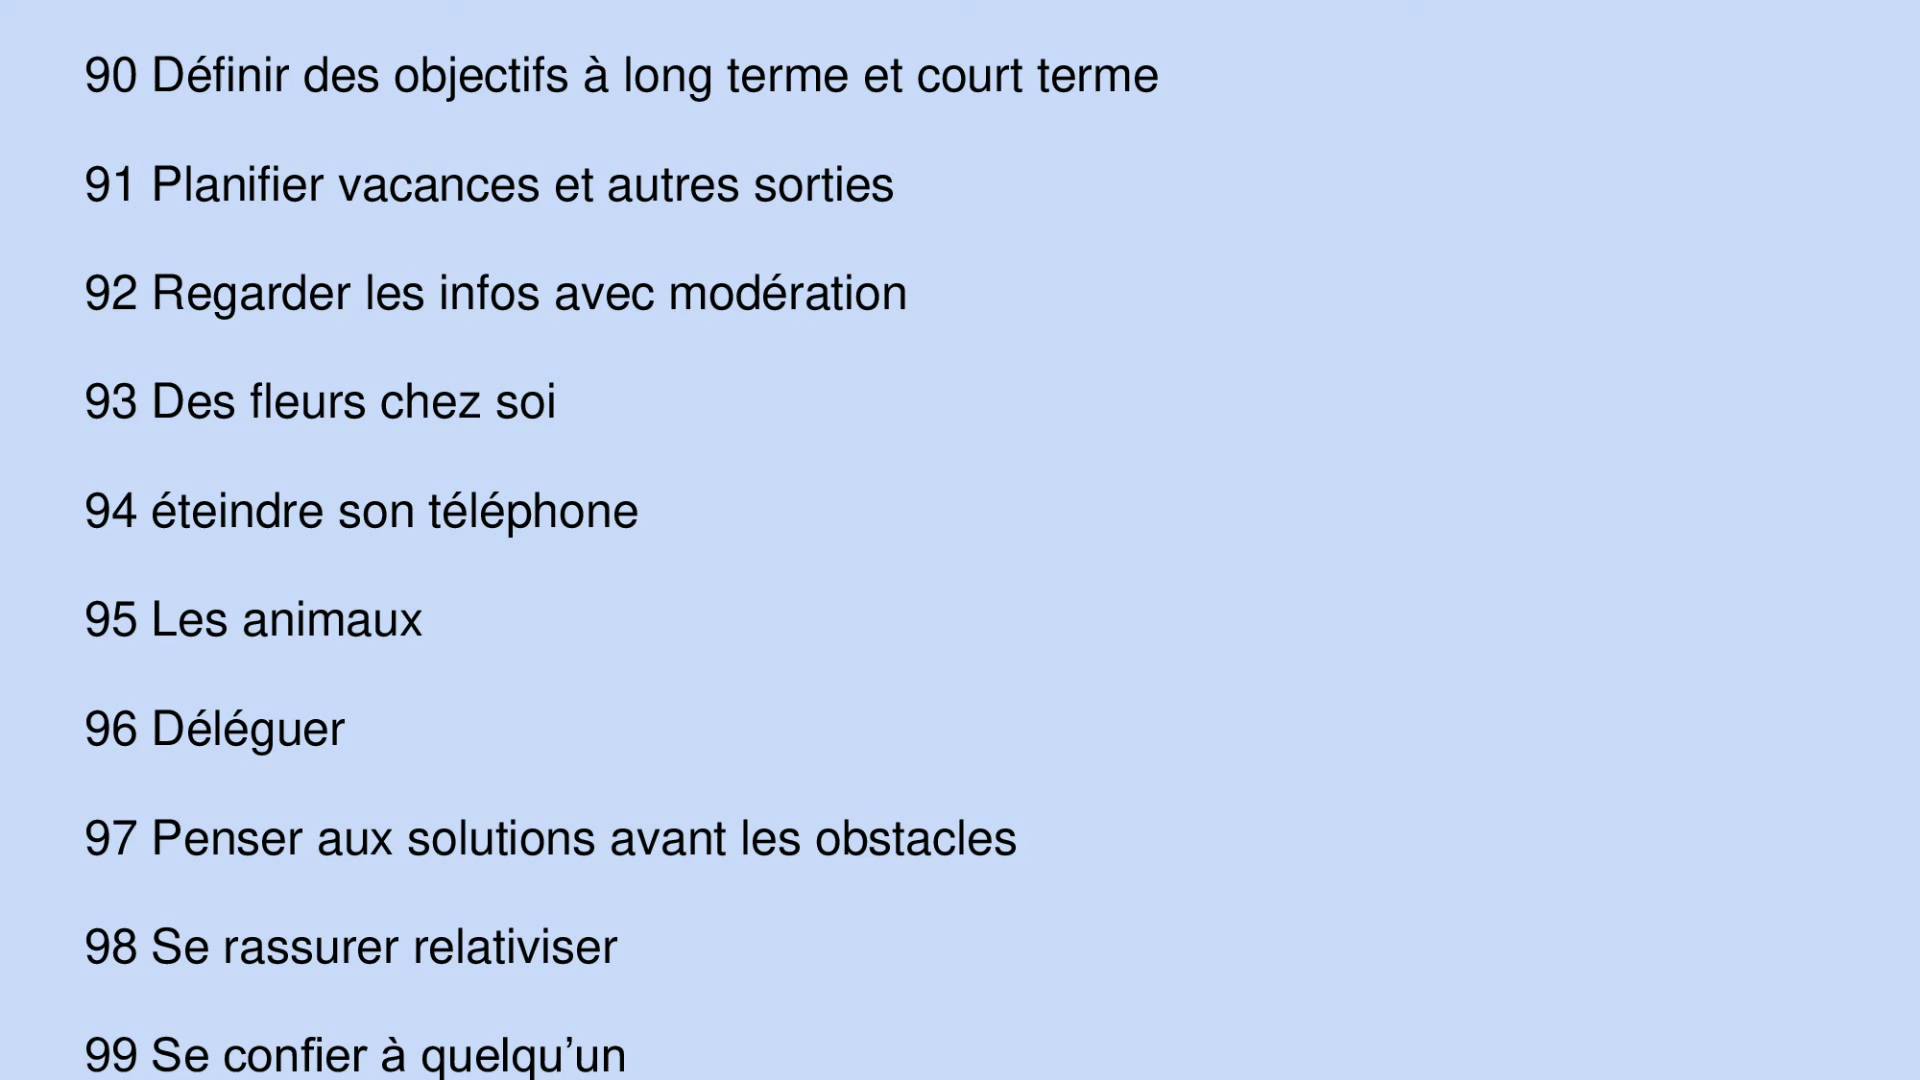 90 Définir des objectifs à long terme et court terme
91 Planifier vacances et autres sorties
92 Regarder les infos avec modération
93 Des fleurs chez soi
94 éteindre son téléphone
95 Les animaux
96 Déléguer
97 Penser aux solutions avant les obstacles
98 Se rassurer relativiser
99 Se confier à quelqu’un